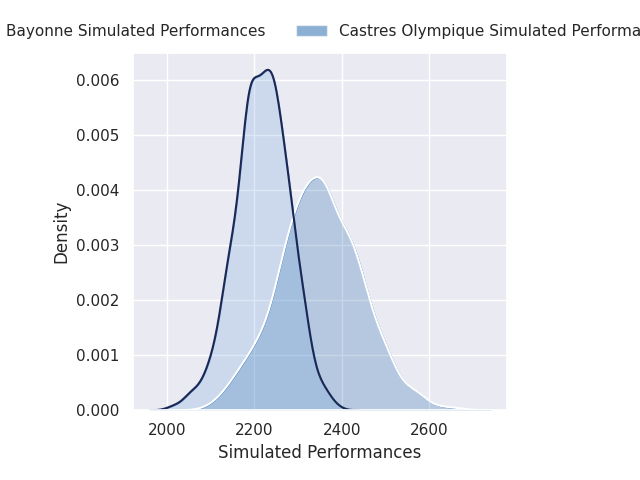 Bayonne Simulated Performances
Castres Olympique Simulated Performa
0.006
0.005
0.004
0.003
0.002
0.001
0.000
Density
2000 2200 2400 2600
Simulated Performances